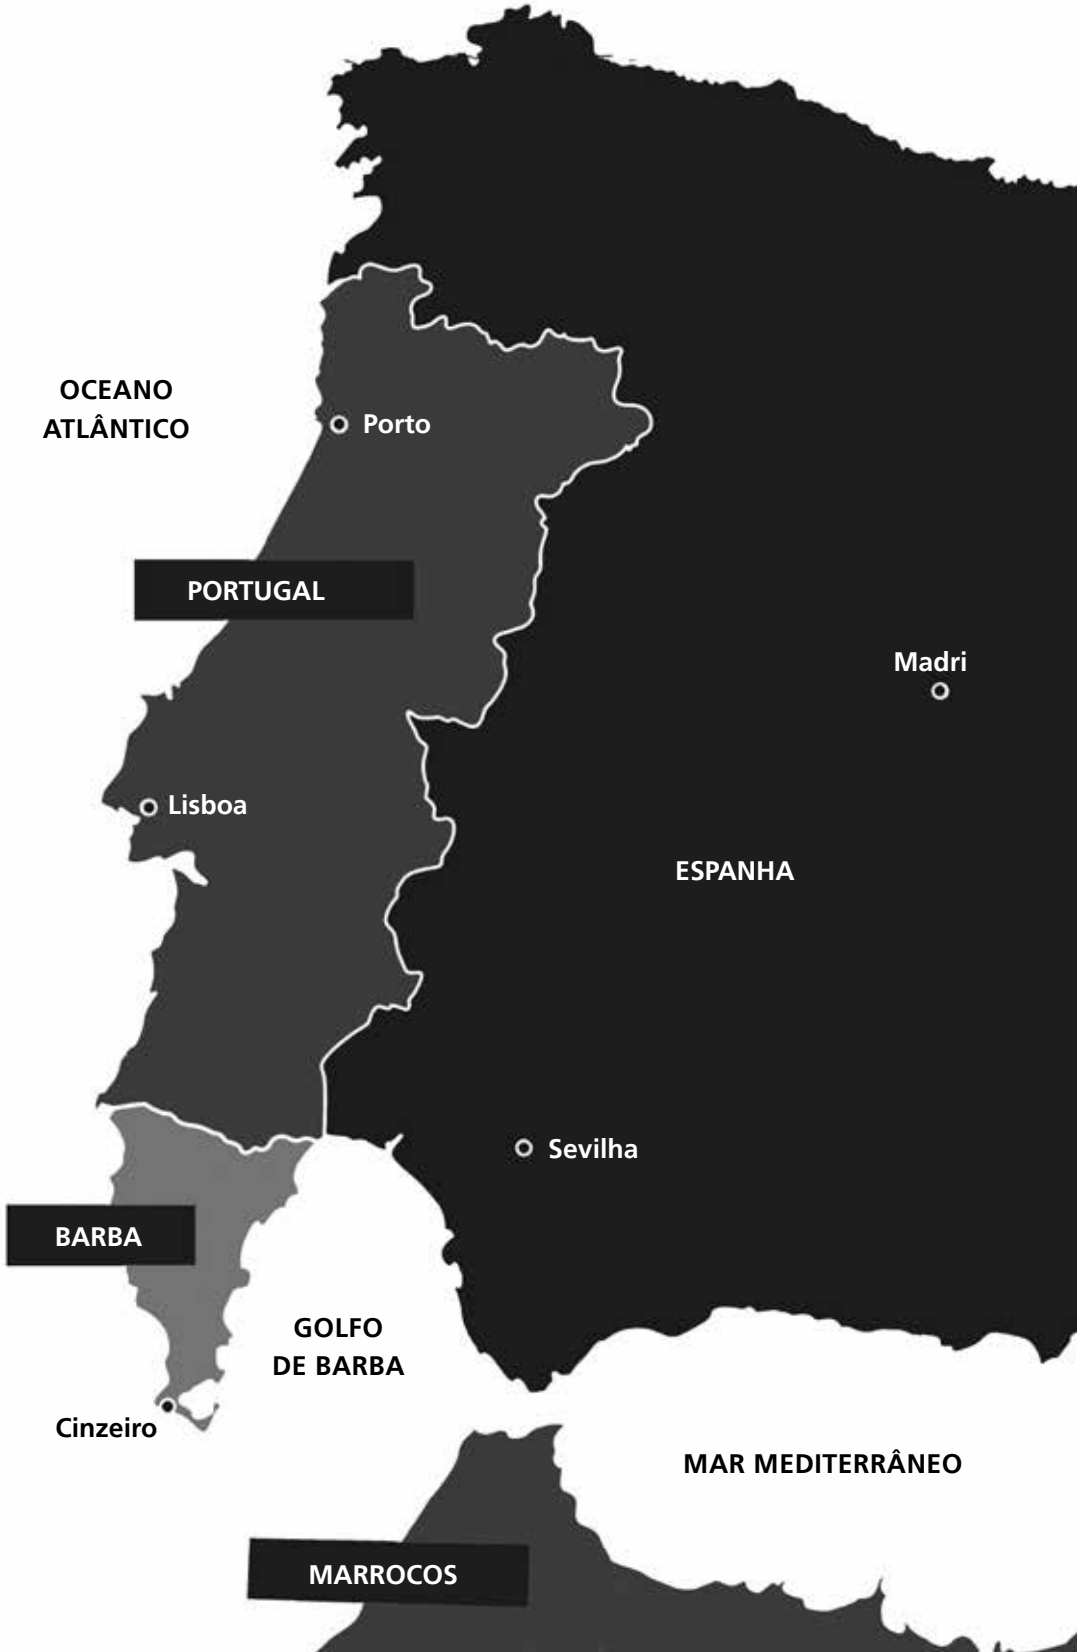 OCEANO
ATLÂNTICO
Porto
PORTUGAL
Madri
Lisboa
ESPANHA
Sevilha
BARBA
GOLFO
DE BARBA
Cinzeiro
MAR MEDITERRÂNEO
MARROCOS